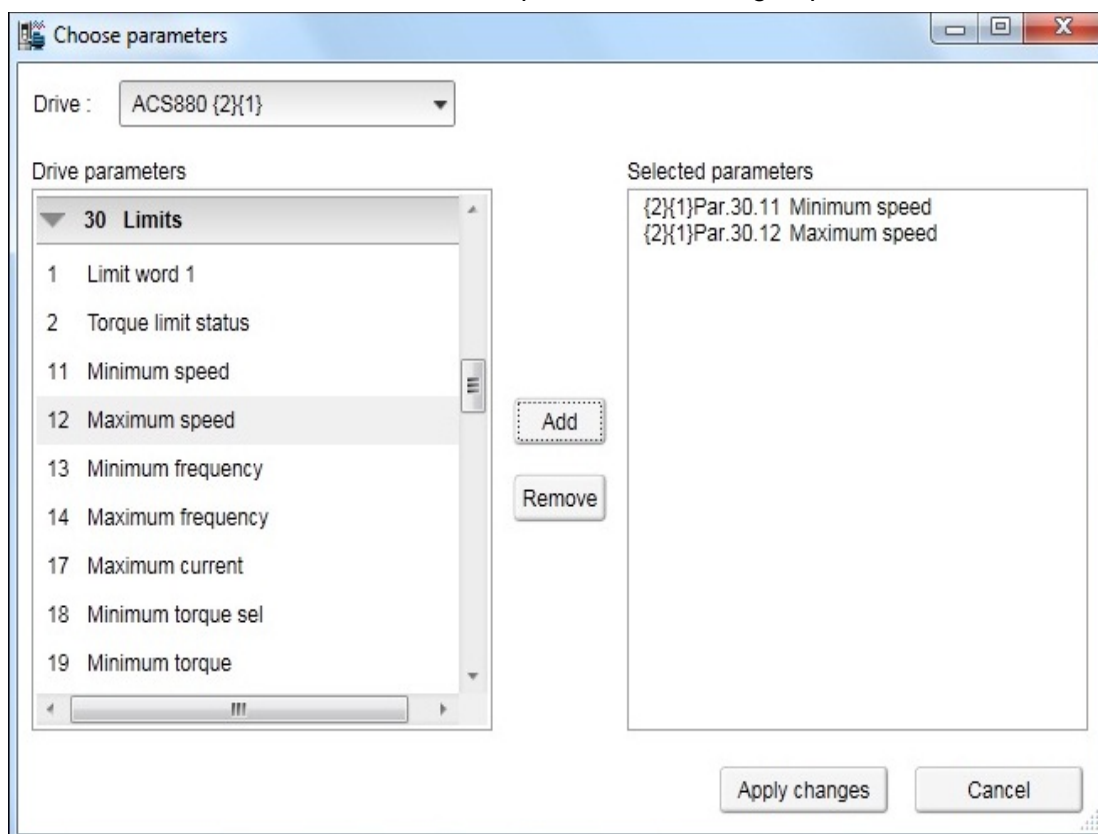 Choose parameters
Drive :
ACS880 {2}{1}
Drive parameters
30 Limits
1 Limit word 1
2 Torque limit status
11 Minimum speed
12 Maximum speed
13 Minimum frequency
14 Maximum frequency
17 Maximum current
18 Minimum torque sel
19 Minimum torque
Add
Remove
Selected parameters
{2}{1}Par.30.11 Minimum speed
{2}{1}Par.30.12 Maximum speed
Apply changes
Cancel